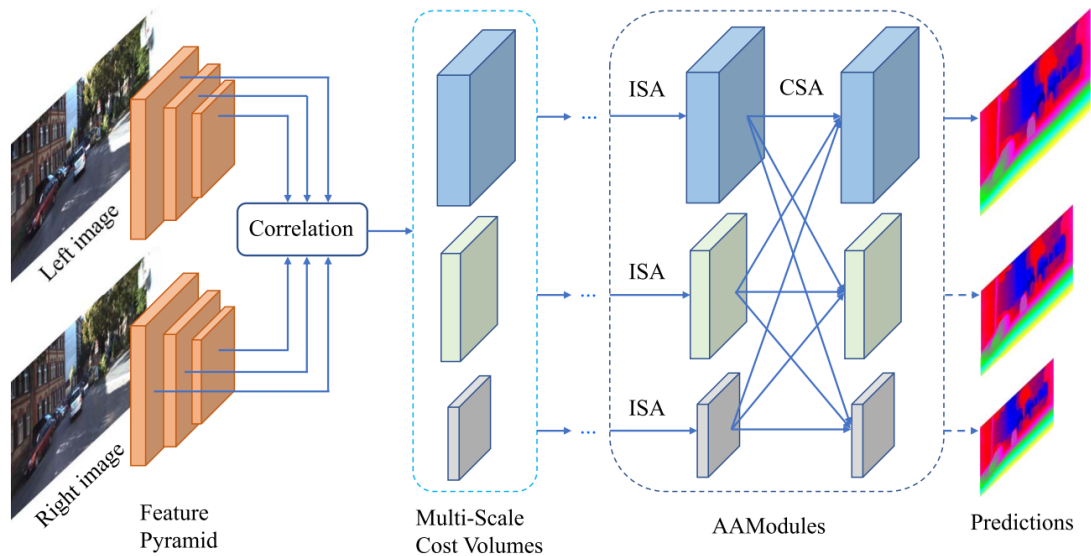 Left image
Right image
Feature
Pyramid
Correlation
Multi-Scale
Cost Volumes
ISA
CSA
ISA
ISA
...
...
...
AAModules
Predictions